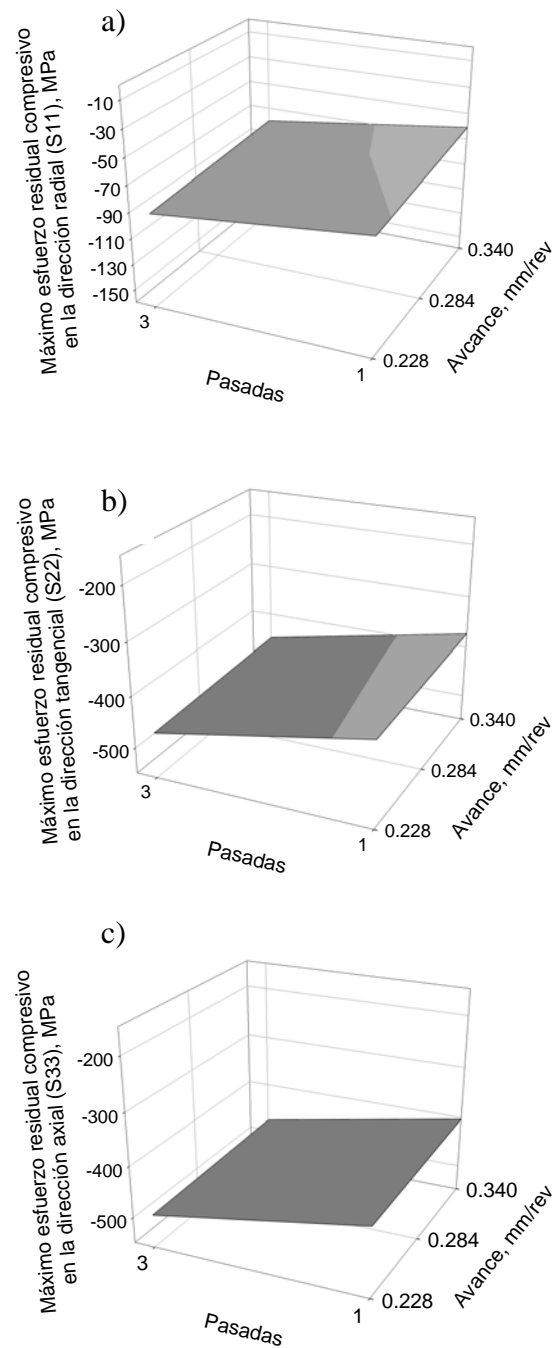 a)
Máximo esfuerzo residual compresivo
en la dirección radial (S11), MPa
-10
-30
-50
-70
-90
-110
-130
-150
3
Pasadas
1
0.228
0.284
0.340
Avcance, mm/rev
b)
Máximo esfuerzo residual compresivo
en la dirección tangencial (S22), MPa
-200
-300
-400
-500
3
Pasadas
1
0.228
0.284
0.340
Avance, mm/rev
c)
Máximo esfuerzo residual compresivo
en la dirección axial (S33), MPa
-200
-300
-400
-500
3
Pasadas
1
0.228
0.284
0.340
Avance, mm/rev